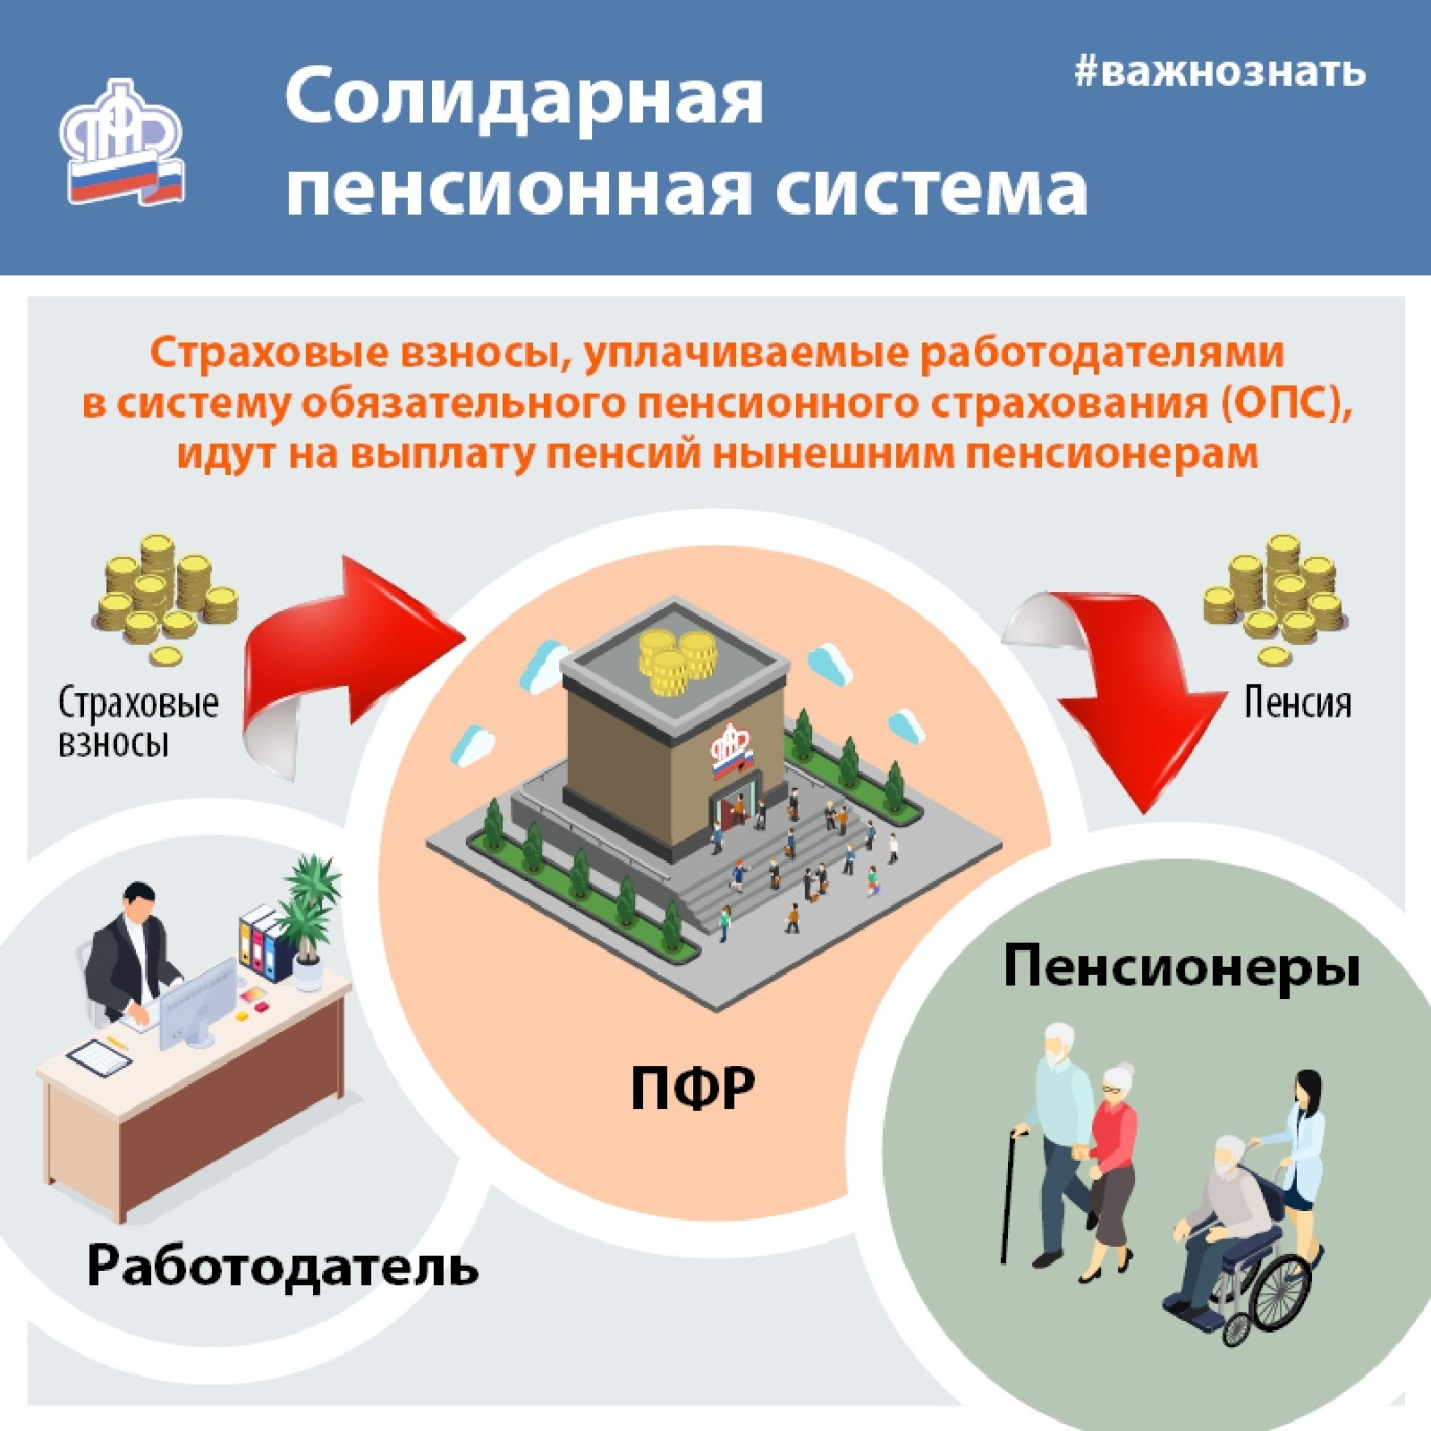 #важнознать
Солидарная
пенсионная система
Страховые взносы, уплачиваемые работодателями
в систему обязательного пенсионного страхования (ОПС),
идут на выплату пенсий нынешним пенсионерам
Страховые
взносы
Пенсия
ПФР
Пенсионеры
Работодатель